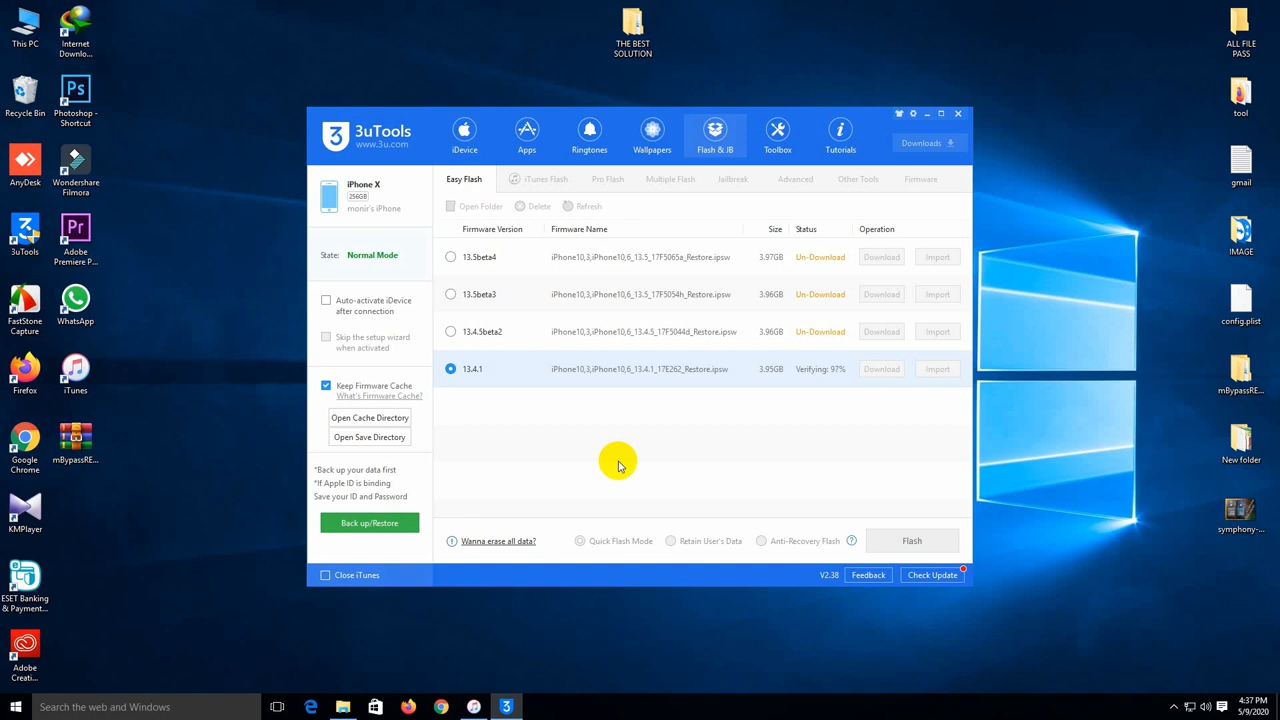 This PC
Internet
Downlo...
THE BEST
SOLUTION
ALL FILE
PASS
Recycle Bin
Photoshop -
Shortcut
tool
AnyDesk
Wondershare
Filmora
gmail
3uTools
Adobe
Premiere P...
IMAGE
FastStone
Capture
WhatsApp
config.plist
Firefox
iTunes
mBypassRE...
Google
Chrome
mBypassRE...
New folder
KMPlayer
symphony-...
ESET Banking
& Payment...
Adobe
Creati...
3uTools
www.3u.com
iDevice
Apps
Ringtones
Wallpapers
Flash & JB
Toolbox
Tutorials
Downloads
iPhone X
256GB
monir's iPhone
State: Normal Mode
Auto-activate iDevice
after connection
Skip the setup wizard
when activated
Keep Firmware Cache
What's Firmware Cache?
Open Cache Directory
Open Save Directory
*Back up your data first
*If Apple ID is binding
Save your ID and Password
Back up/Restore
Easy Flash
iTunes Flash
Pro Flash
Multiple Flash
Jailbreak
Advanced
Other Tools
Firmware
Open Folder
Delete
Refresh
Firmware Version Firmware Name Size Status Operation
13.5beta4 iPhone10,3,iPhone10,6_13.5_17F5065a_Restore.ipsw 3.97GB Un-Download Download Import
13.5beta3 iPhone10,3,iPhone10,6_13.5_17F5054h_Restore.ipsw 3.96GB Un-Download Download Import
13.4.5beta2 iPhone10,3,iPhone10,6_13.4.5_17F5044d_Restore.ipsw 3.96GB Un-Download Download Import
13.4.1 iPhone10,3,iPhone10,6_13.4.1_17E262_Restore.ipsw 3.95GB Verifying: 97% Download Import
Wanna erase all data?
Quick Flash Mode
Retain User's Data
Anti-Recovery Flash
Flash
Close iTunes
V2.38
Feedback
Check Update
Search the web and Windows
4:37 PM
5/9/2020